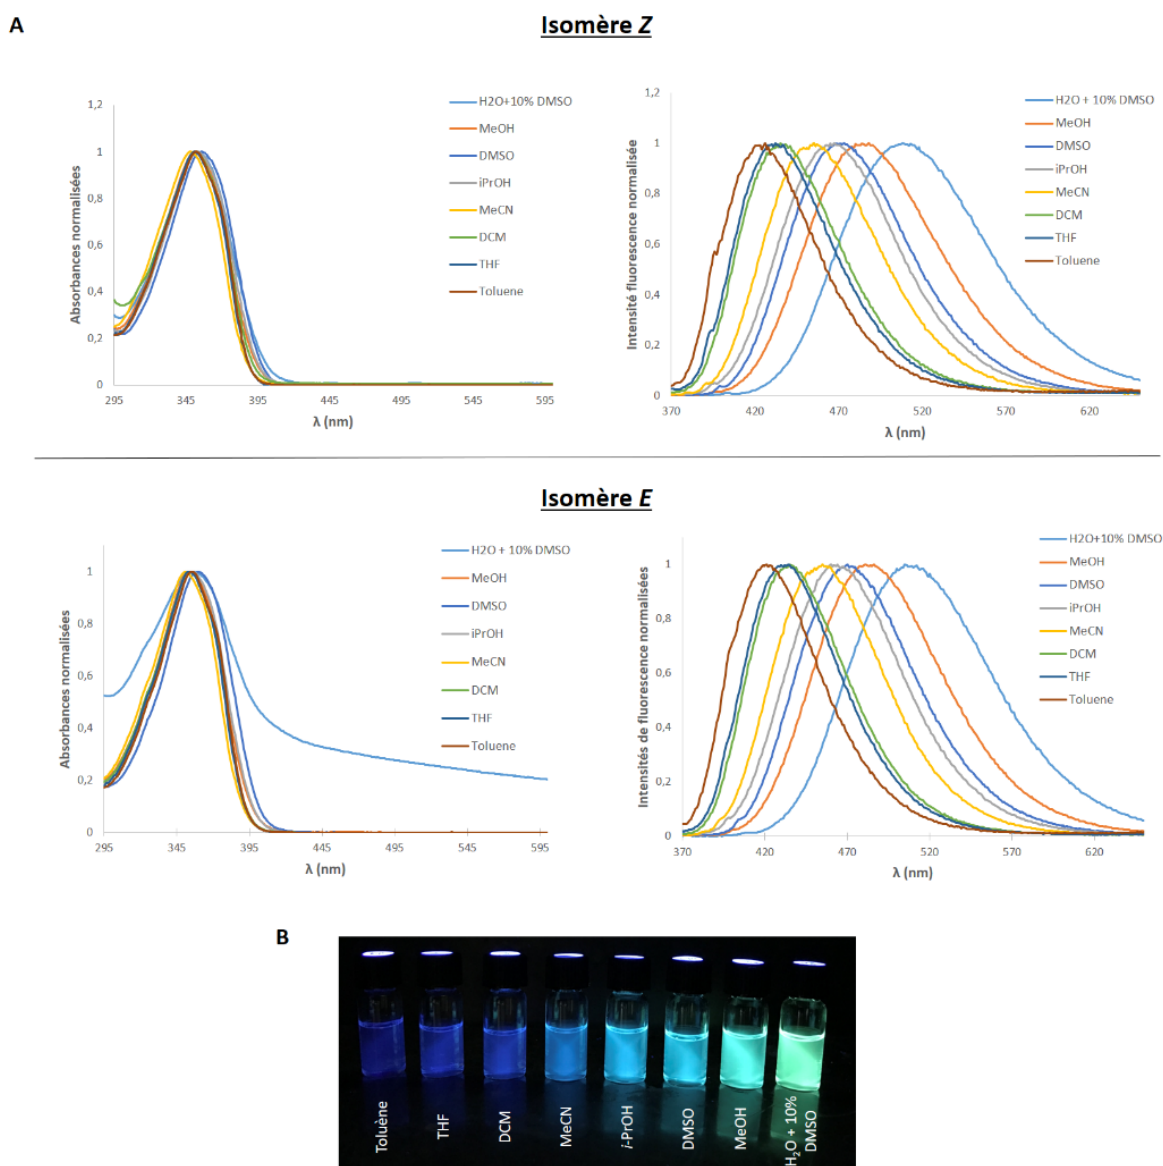 A
Isomère Z
Absorbances normalisées
1,2
1
0,8
0,6
0,4
0,2
0
295 345 395 445 495 545 595
λ (nm)
H2O+10% DMSO
MeOH
DMSO
iPrOH
MeCN
DCM
THF
Toluene
Intensité fluorescence normalisée
1,2
1
0,8
0,6
0,4
0,2
0
370 420 470 520 570 620
λ (nm)
H2O + 10% DMSO
MeOH
DMSO
iPrOH
MeCN
DCM
THF
Toluene
Isomère E
Absorbances normalisées
1
0,8
0,6
0,4
0,2
0
295 345 395 445 495 545 595
λ (nm)
H2O + 10% DMSO
MeOH
DMSO
iPrOH
MeCN
DCM
THF
Toluene
Intensités de fluorescence normalisées
1
0,8
0,6
0,4
0,2
0
370 420 470 520 570 620
λ (nm)
H2O+10% DMSO
MeOH
DMSO
iPrOH
MeCN
DCM
THF
Toluene
B
Toluène
THF
DCM
MeCN
i-PrOH
DMSO
MeOH
H₂O + 10%
DMSO